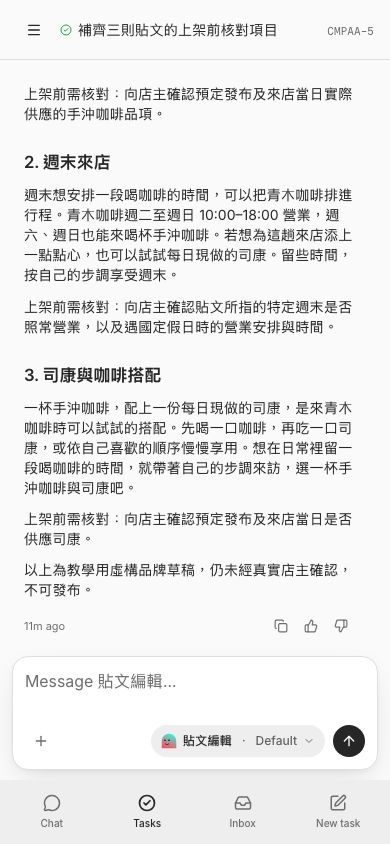 補齊三則貼文的上架前核對項目
CMPAA-5
上架前需核對：向店主確認預定發布及來店當日實際
供應的手沖咖啡品項。
2. 週末來店
週末想安排一段喝咖啡的時間，可以把青木咖啡排進
行程。青木咖啡週二至週日 10:00–18:00 營業，週
六、週日也能來喝杯手沖咖啡。若想為這趟來店添上
一點點心，也可以試試每日現做的司康。留些時間，
按自己的步調享受週末。
上架前需核對：向店主確認貼文所指的特定週末是否
照常營業，以及遇國定假日時的營業安排與時間。
3. 司康與咖啡搭配
一杯手沖咖啡，配上一份每日現做的司康，是來青木
咖啡時可以試試的搭配。先喝一口咖啡，再吃一口司
康，或依自己喜歡的順序慢慢享用。想在日常裡留一
段喝咖啡的時間，就帶著自己的步調來訪，選一杯手
沖咖啡與司康吧。
上架前需核對：向店主確認預定發布及來店當日是否
供應司康。
以上為教學用虛構品牌草稿，仍未經真實店主確認，
不可發布。
11m ago
Message 貼文編輯...
貼文編輯 · Default
Chat
Tasks
Inbox
New task